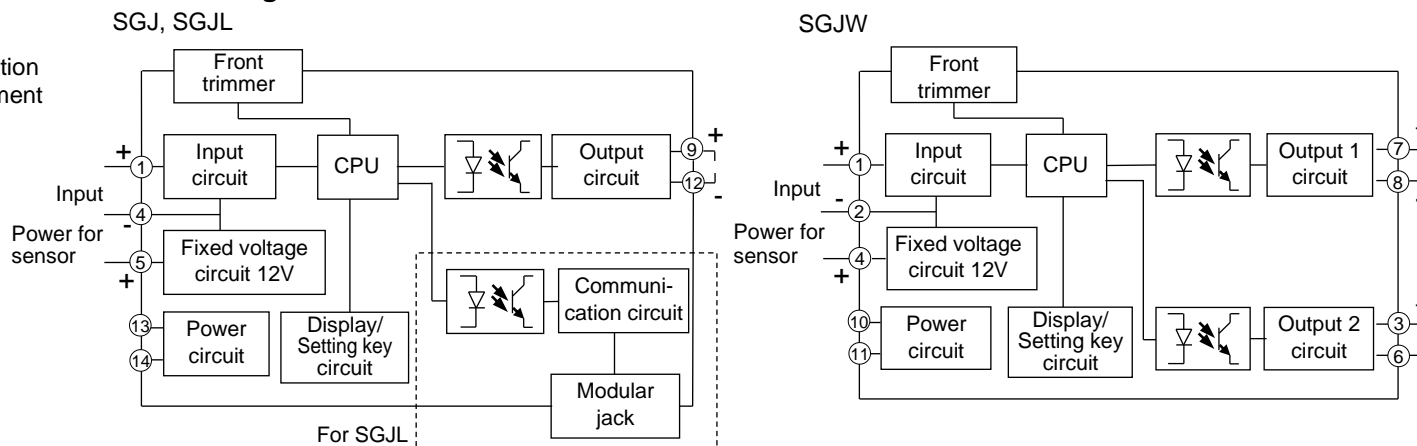 SGJ, SGJL
Front
trimmer
+
1
Input
circuit
CPU
Output
circuit
9
+
12
-
Input
4
-
Power for
sensor
5
+
Fixed voltage
circuit 12V
13
14
Power
circuit
Display/
Setting key
circuit
Communi-
cation circuit
Modular
jack
For SGJL
SGJW
Front
trimmer
+
1
Input
circuit
CPU
Output 1
circuit
7
8
Input
-
2
Power for
sensor
4
+
Fixed voltage
circuit 12V
10
11
Power
circuit
Display/
Setting key
circuit
Output 2
circuit
3
6